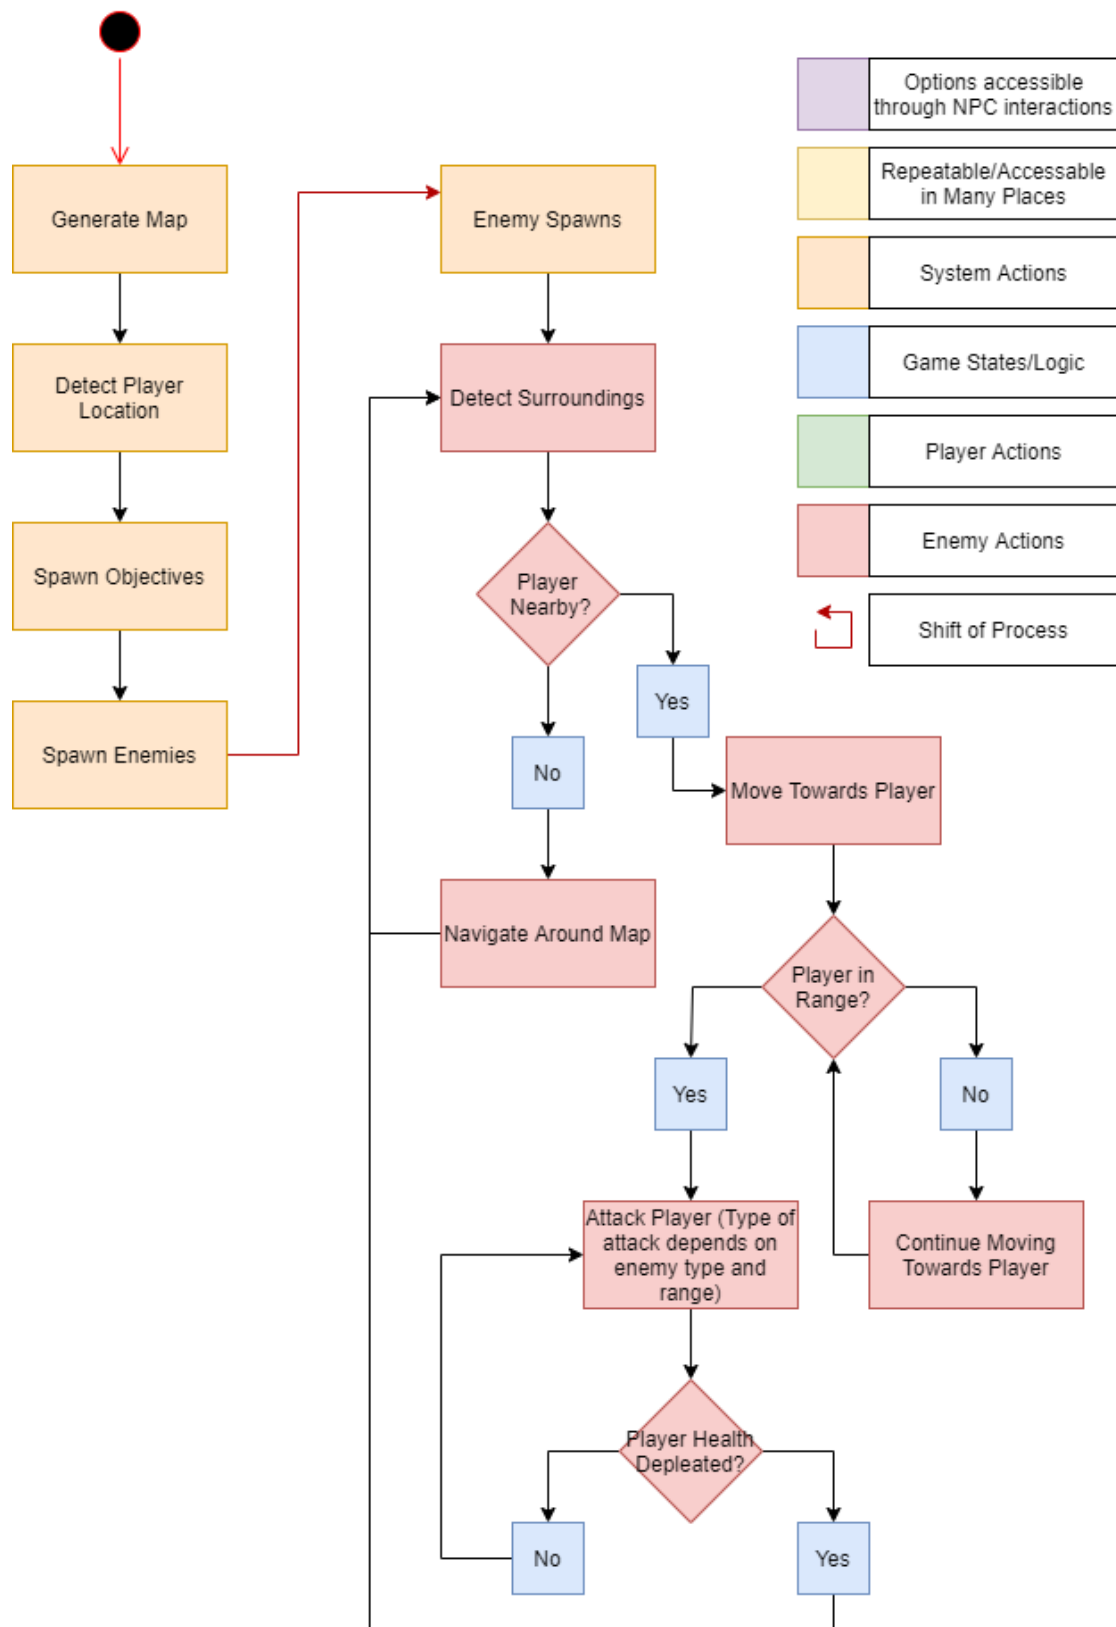 Generate Map
Detect Player
Location
Spawn Objectives
Spawn Enemies
Enemy Spawns
Detect Surroundings
Player
Nearby?
Yes
No
Move Towards Player
Navigate Around Map
Player in
Range?
Yes
No
Attack Player (Type of
attack depends on
enemy type and
range)
Continue Moving
Towards Player
Player Health
Depleated?
No
Yes
Options accessible
through NPC interactions
Repeatable/Accessable
in Many Places
System Actions
Game States/Logic
Player Actions
Enemy Actions
Shift of Process